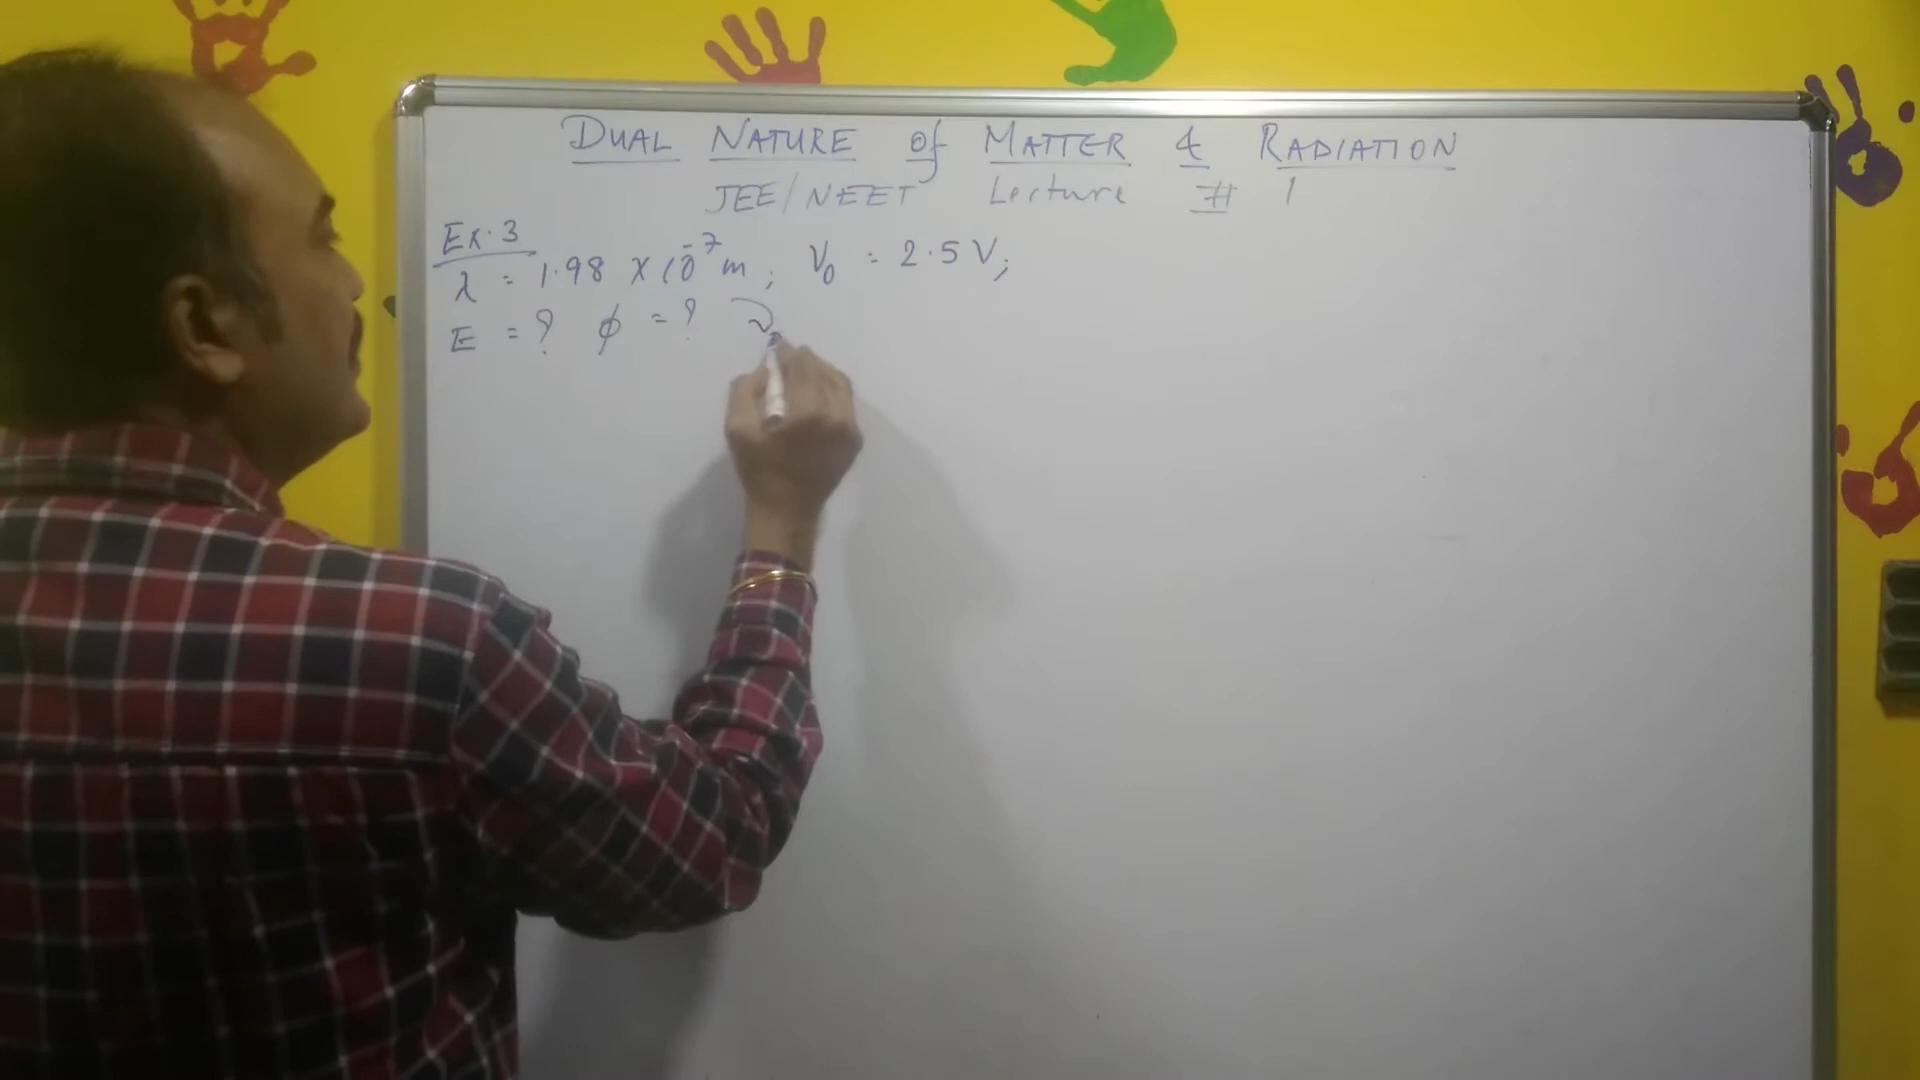 DUAL NATURE of MATTER & RADIATION
JEE/NEET Lecture # 1
Ex. 3
λ = 1.98 × 10⁻⁷ m ; V₀ = 2.5 V;
E = ? ϕ = ?